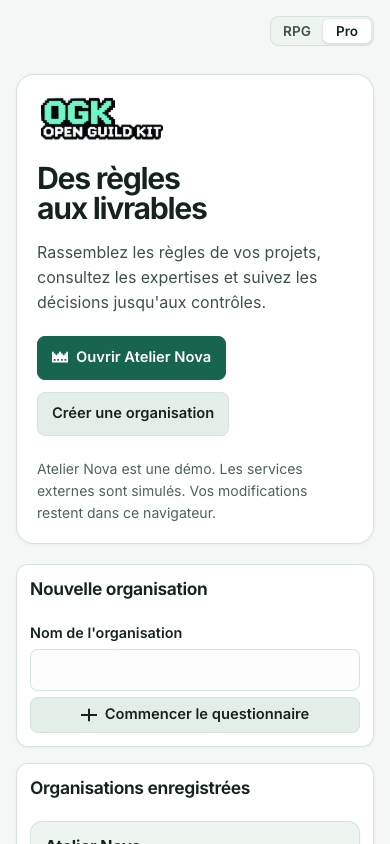 RPG
Pro
OGK
OPEN GUILD KIT
Des règles
aux livrables
Rassemblez les règles de vos projets,
consultez les expertises et suivez les
décisions jusqu'aux contrôles.
Ouvrir Atelier Nova
Créer une organisation
Atelier Nova est une démo. Les services
externes sont simulés. Vos modifications
restent dans ce navigateur.
Nouvelle organisation
Nom de l'organisation
Commencer le questionnaire
Organisations enregistrées
Atelier Nova